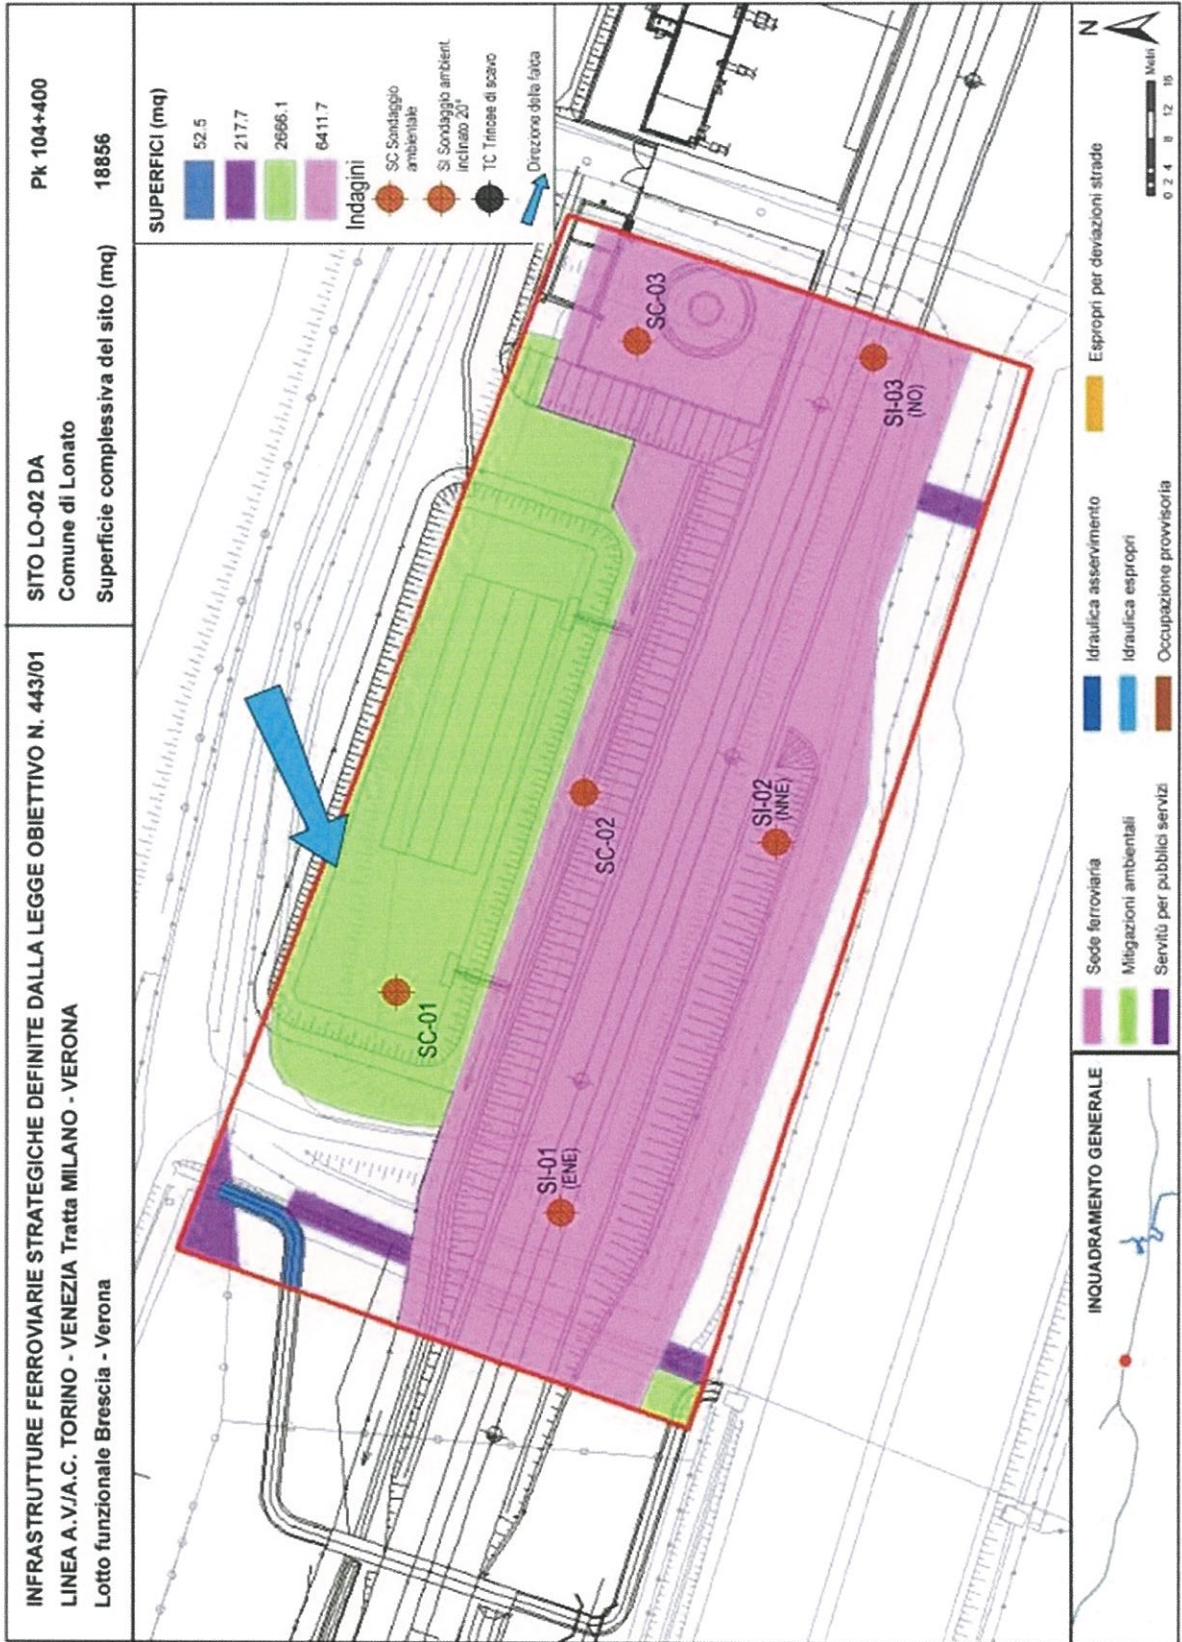 INFRASTRUTTURE FERROVIARIE STRATEGICHE DEFINITE DALLA LEGGE OBIETTIVO N. 443/01
LINEA A.V./A.C. TORINO - VENEZIA Tratta MILANO - VERONA
Lotto funzionale Brescia - Verona
SITO LO-02 DA
Pk 104+400
Comune di Lonato
Superficie complessiva del sito (mq)
18856
SUPERFICI (mq)
52.5
217.7
2666.1
6411.7
Indagini
SC Sondaggio
ambientale
SI Sondaggio ambient.
inclinato 20°
TC Trincee di scavo
Direzione della falda
SC-01
SC-02
SC-03
SI-01
(ENE)
SI-02
(NNE)
SI-03
(NO)
INQUADRAMENTO GENERALE
Sede ferroviaria
Mitigazioni ambientali
Servitù per pubblici servizi
Idraulica asservimento
Idraulica espropri
Occupazione provvisoria
Espropri per deviazioni strade
N
0 2 4 8 12 16
Metri